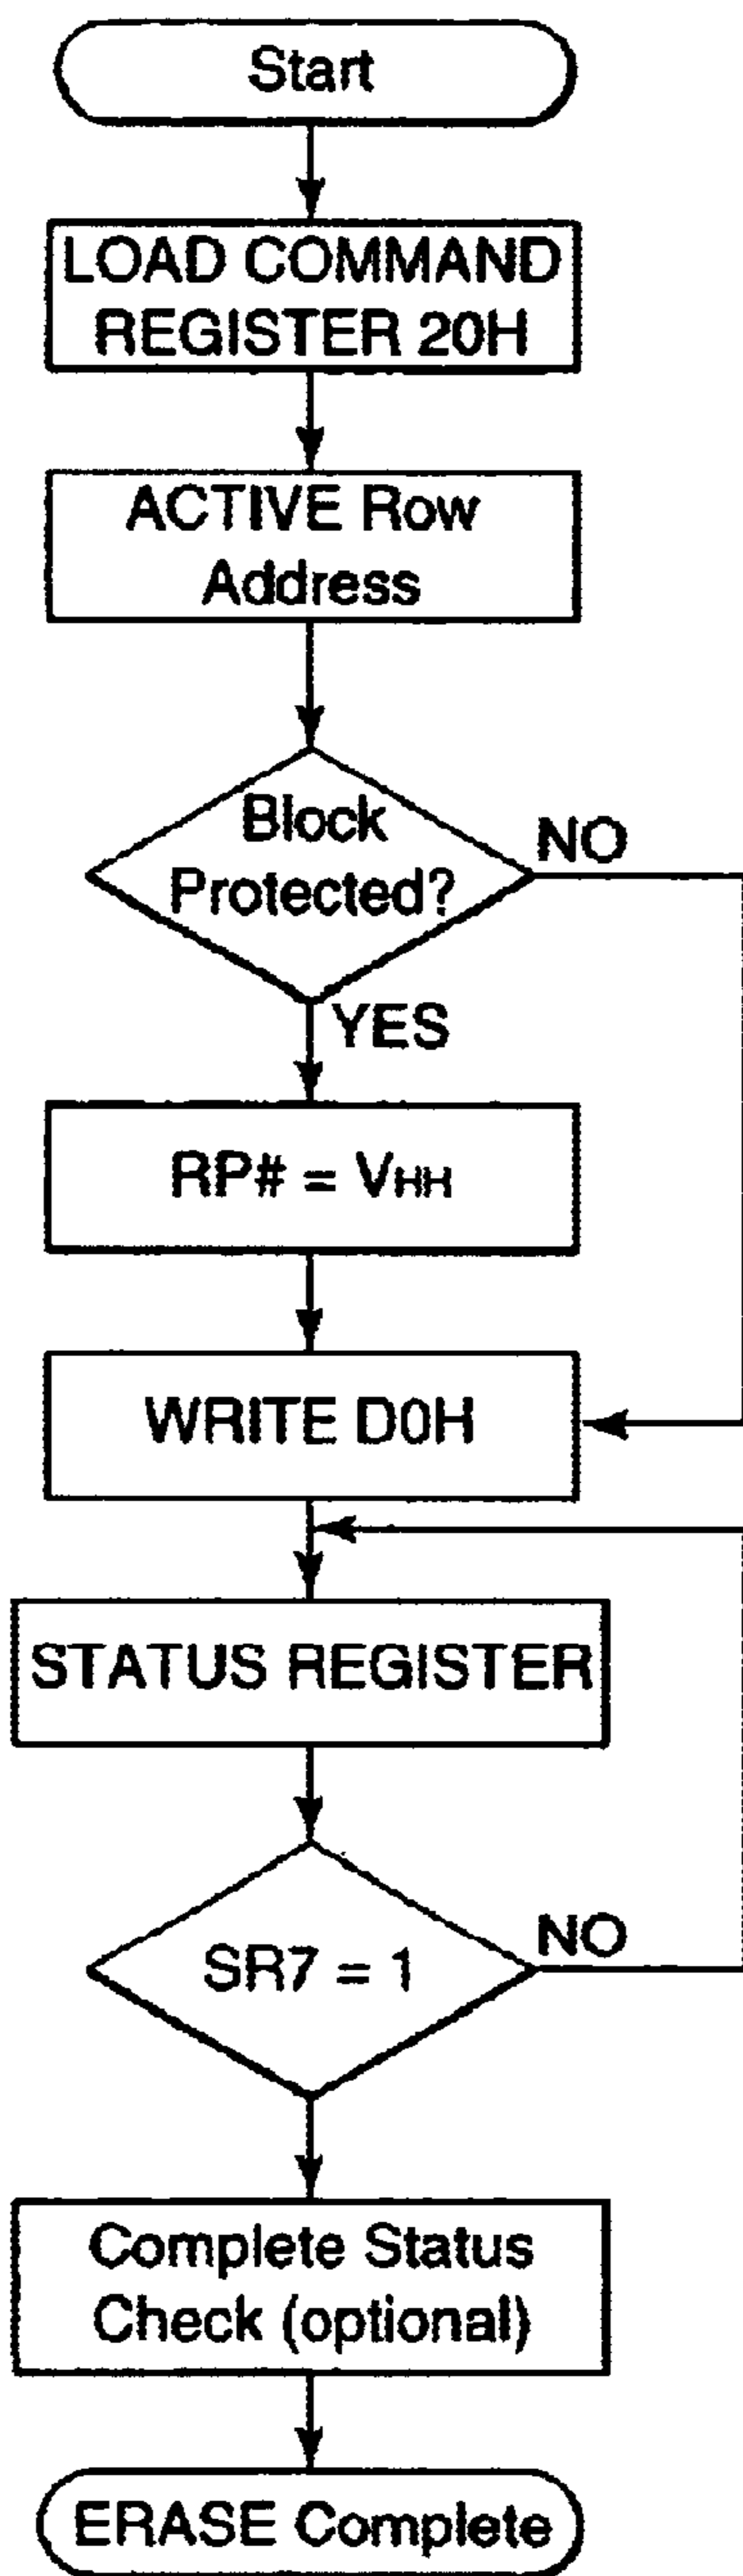 Start
LOAD COMMAND
REGISTER 20H
ACTIVE Row
Address
Block
Protected?
NO
YES
RP# = VHH
WRITE D0H
STATUS REGISTER
SR7 = 1
NO
Complete Status
Check (optional)
ERASE Complete